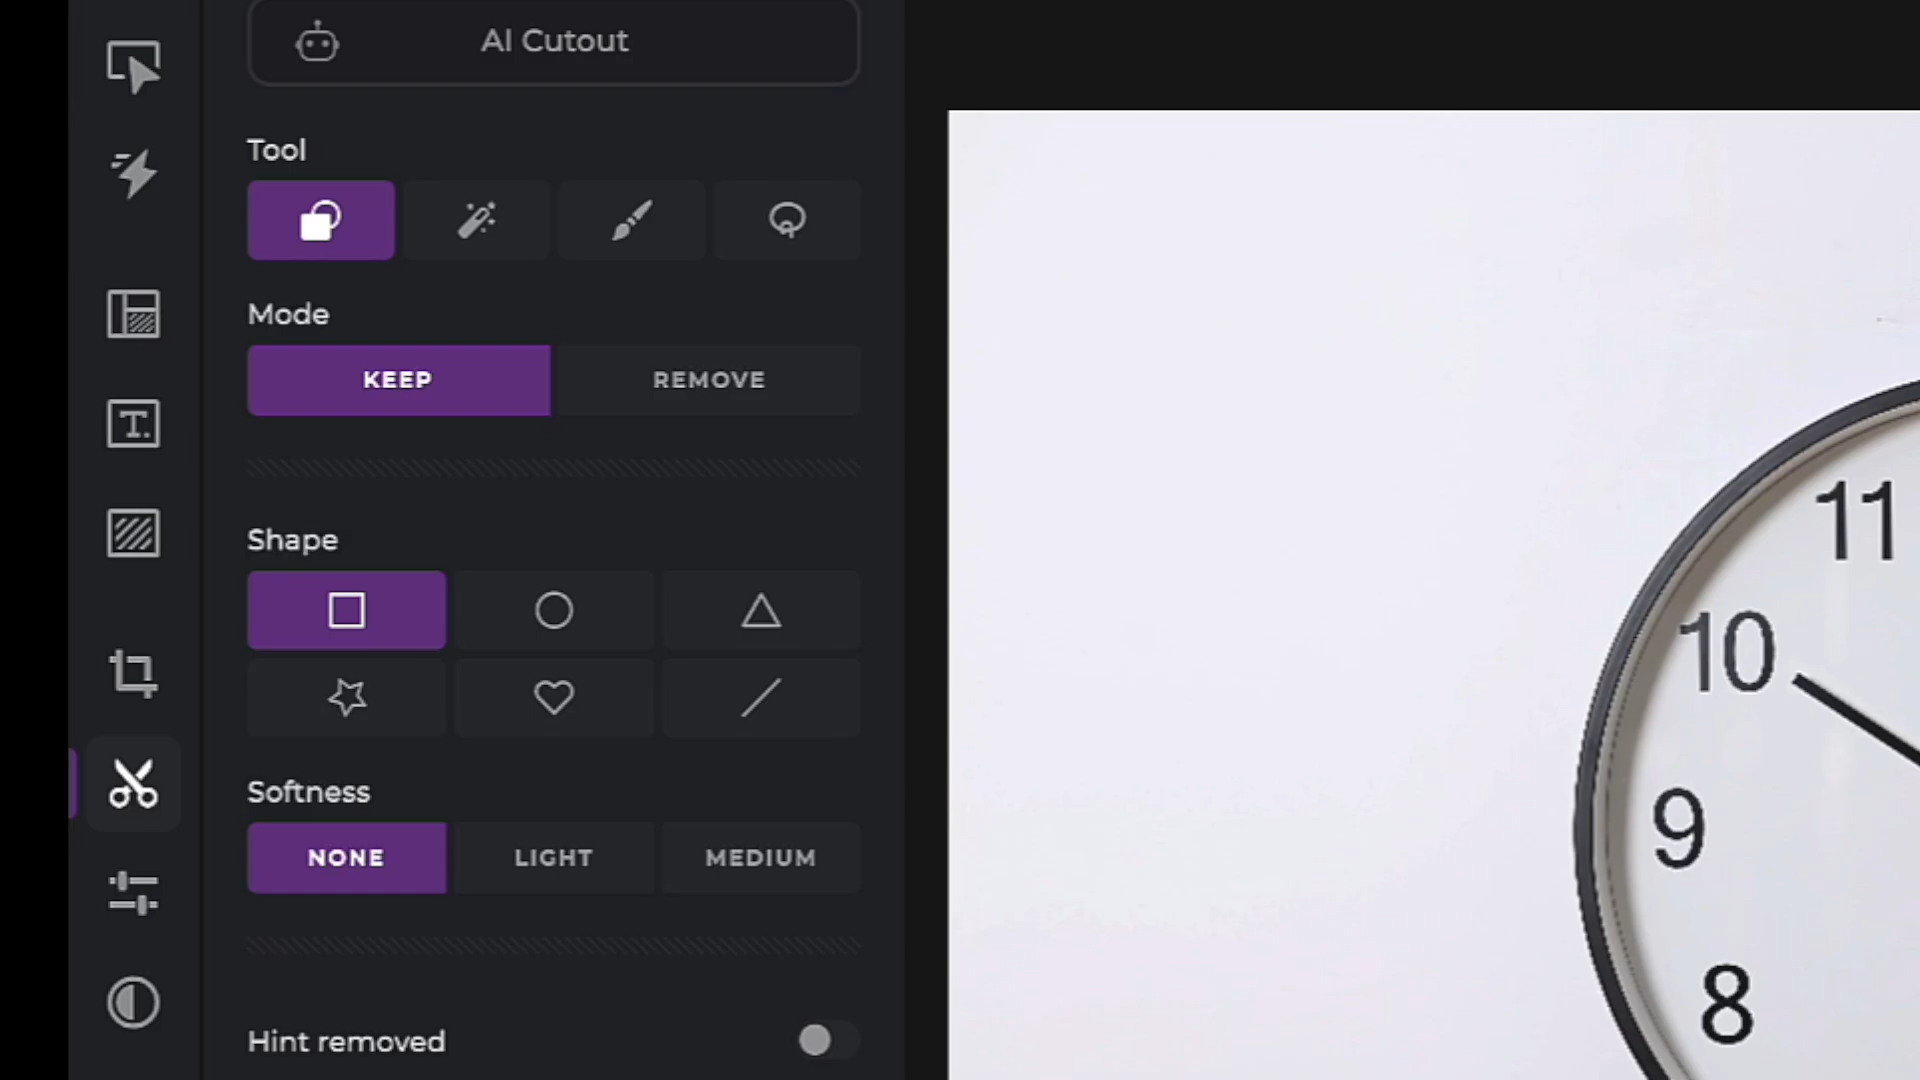 AI Cutout
Tool
Mode
KEEP REMOVE
Shape
Softness
NONE LIGHT MEDIUM
Hint removed
T.
11
10
9
8